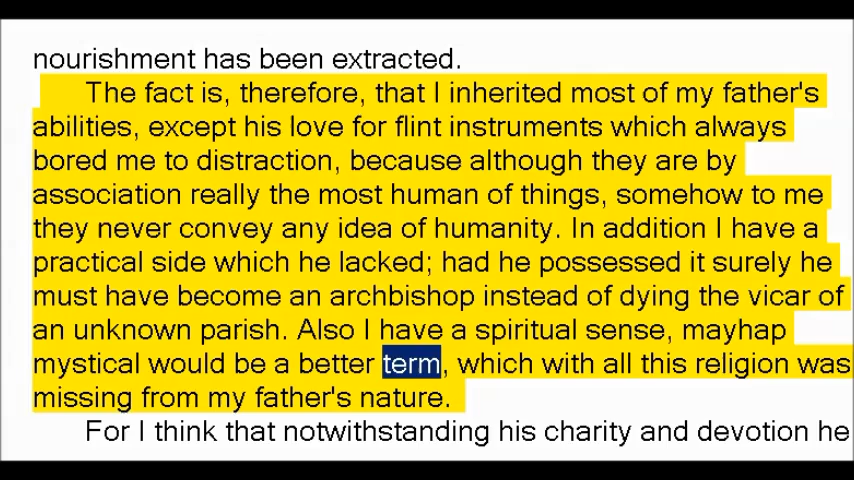 nourishment has been extracted.
The fact is, therefore, that I inherited most of my father's
abilities, except his love for flint instruments which always
bored me to distraction, because although they are by
association really the most human of things, somehow to me
they never convey any idea of humanity. In addition I have a
practical side which he lacked; had he possessed it surely he
must have become an archbishop instead of dying the vicar of
an unknown parish. Also I have a spiritual sense, mayhap
mystical would be a better term, which with all this religion was
missing from my father's nature.
For I think that notwithstanding his charity and devotion he